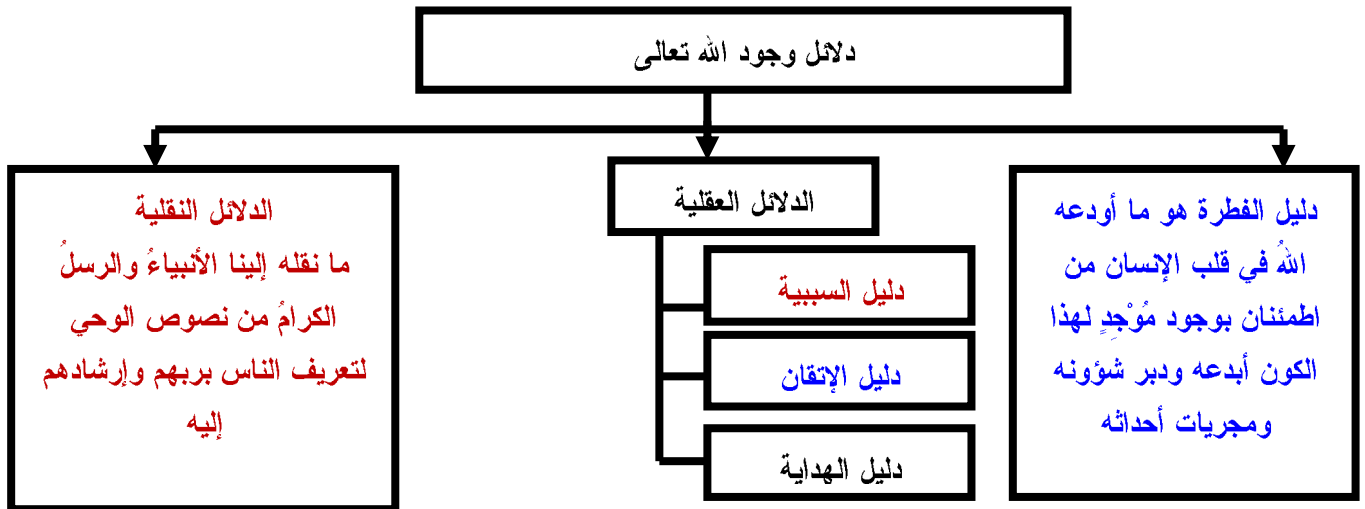 دلائل وجود الله تعالى
دليل الفطرة هو ما أودعه
اللهُ في قلب الإنسان من
اطمئنان بوجود مُوْجِدٍ لهذا
الكون أبدعه ودبر شؤونه
ومجريات أحداثه
الدلائل العقلية
دليل السببية
دليل الإتقان
دليل الهداية
الدلائل النقلية
ما نقله إلينا الأنبياءُ والرسلُ
الكرامُ من نصوص الوحي
لتعريف الناس بربهم وإرشادهم
إليه